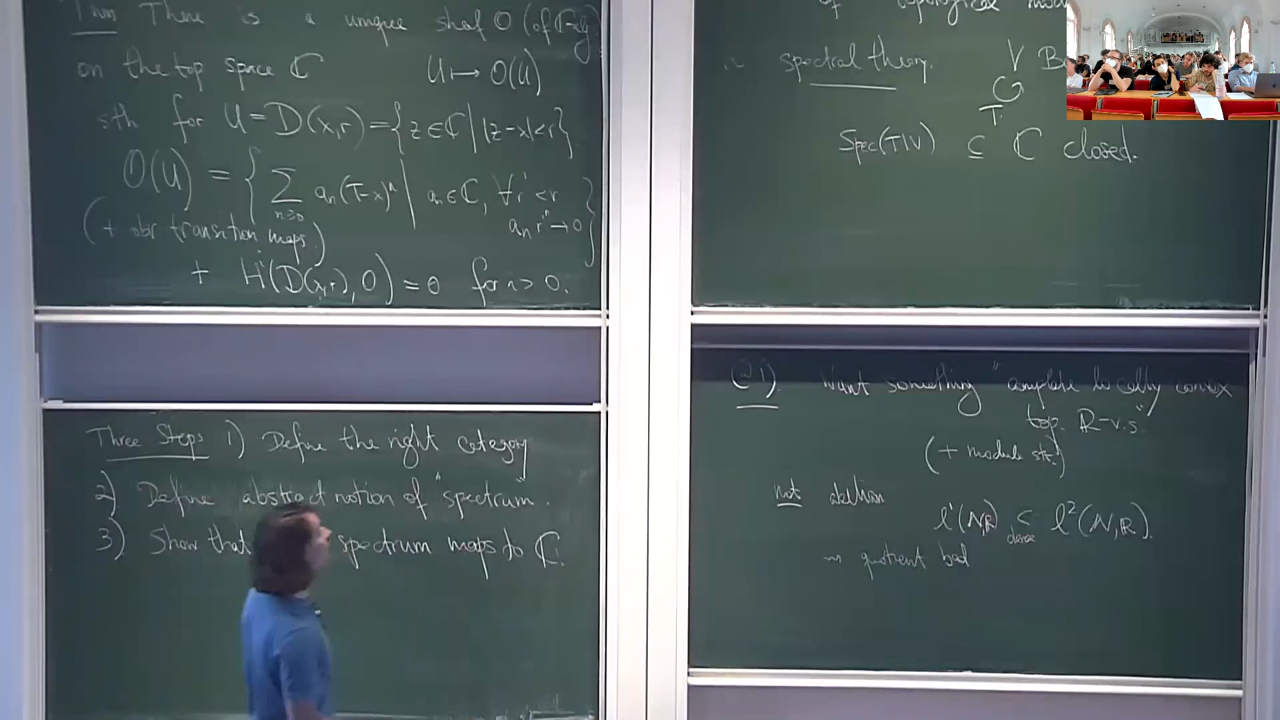 Thm There is a unique sheaf O (of ℂ-alg)
on the top space ℂ U ↦ O(U)
sth for U = D(x,r) = {z ∈ ℂ | |z-x| < r}
O(U) = { ∑_{n≥0} a_n (T-x)^n | a_n ∈ ℂ, ∀ r' < r
a_n r'^n → 0 }
(+ obv transition maps.)
+ H^i(D(x,r), O) = 0 for i > 0.
Three Steps 1) Define the right category
2) Define abstract notion of "spectrum".
3) Show that spectrum maps to ℂ.
of topological
~ spectral theory. V B
T
Spec(T|V) ⊆ ℂ closed.
Want something "complete locally convex
top. ℝ-v.s."
(+ module str.)
not abelian
l^1(ℕ,ℝ) ⊂ l^2(ℕ,ℝ).
dense
~ quotient bad